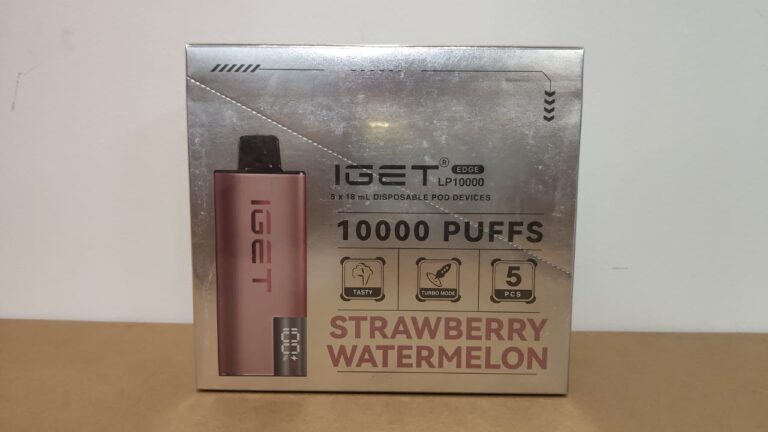 IGET
100
IGET® EDGE
LP10000
5 x 18 mL DISPOSABLE POD DEVICES
10000 PUFFS
TASTY
TURBO MODE
5
PCS
STRAWBERRY
WATERMELON